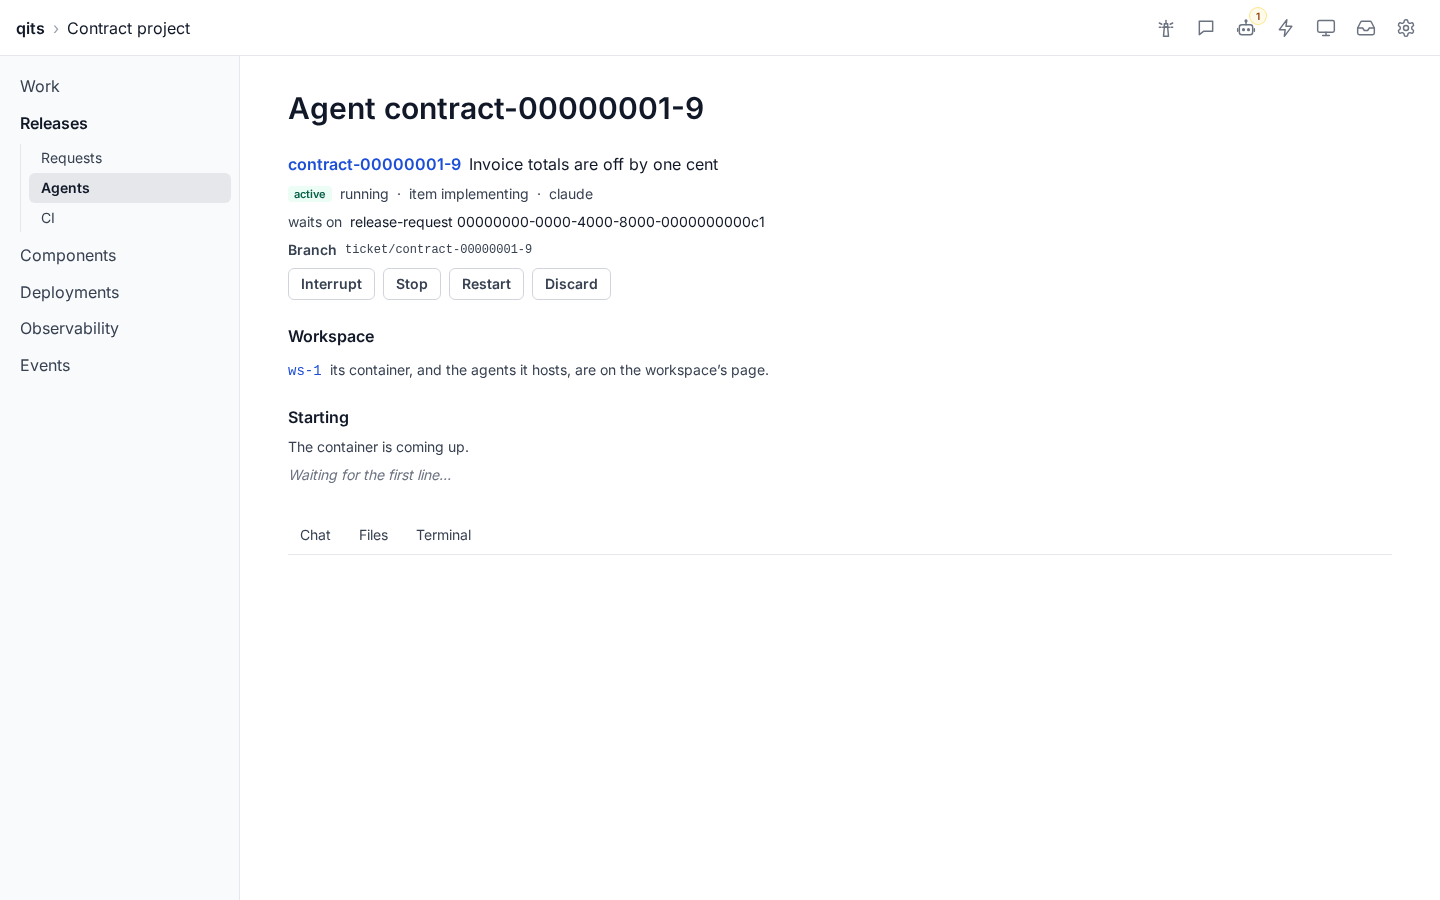 qits › Contract project
1
Work
Releases
Requests
Agents
CI
Components
Deployments
Observability
Events
Agent contract-00000001-9
contract-00000001-9 Invoice totals are off by one cent
active running · item implementing · claude
waits on release-request 00000000-0000-4000-8000-0000000000c1
Branch ticket/contract-00000001-9
Interrupt Stop Restart Discard
Workspace
ws-1 its container, and the agents it hosts, are on the workspace’s page.
Starting
The container is coming up.
Waiting for the first line…
Chat Files Terminal